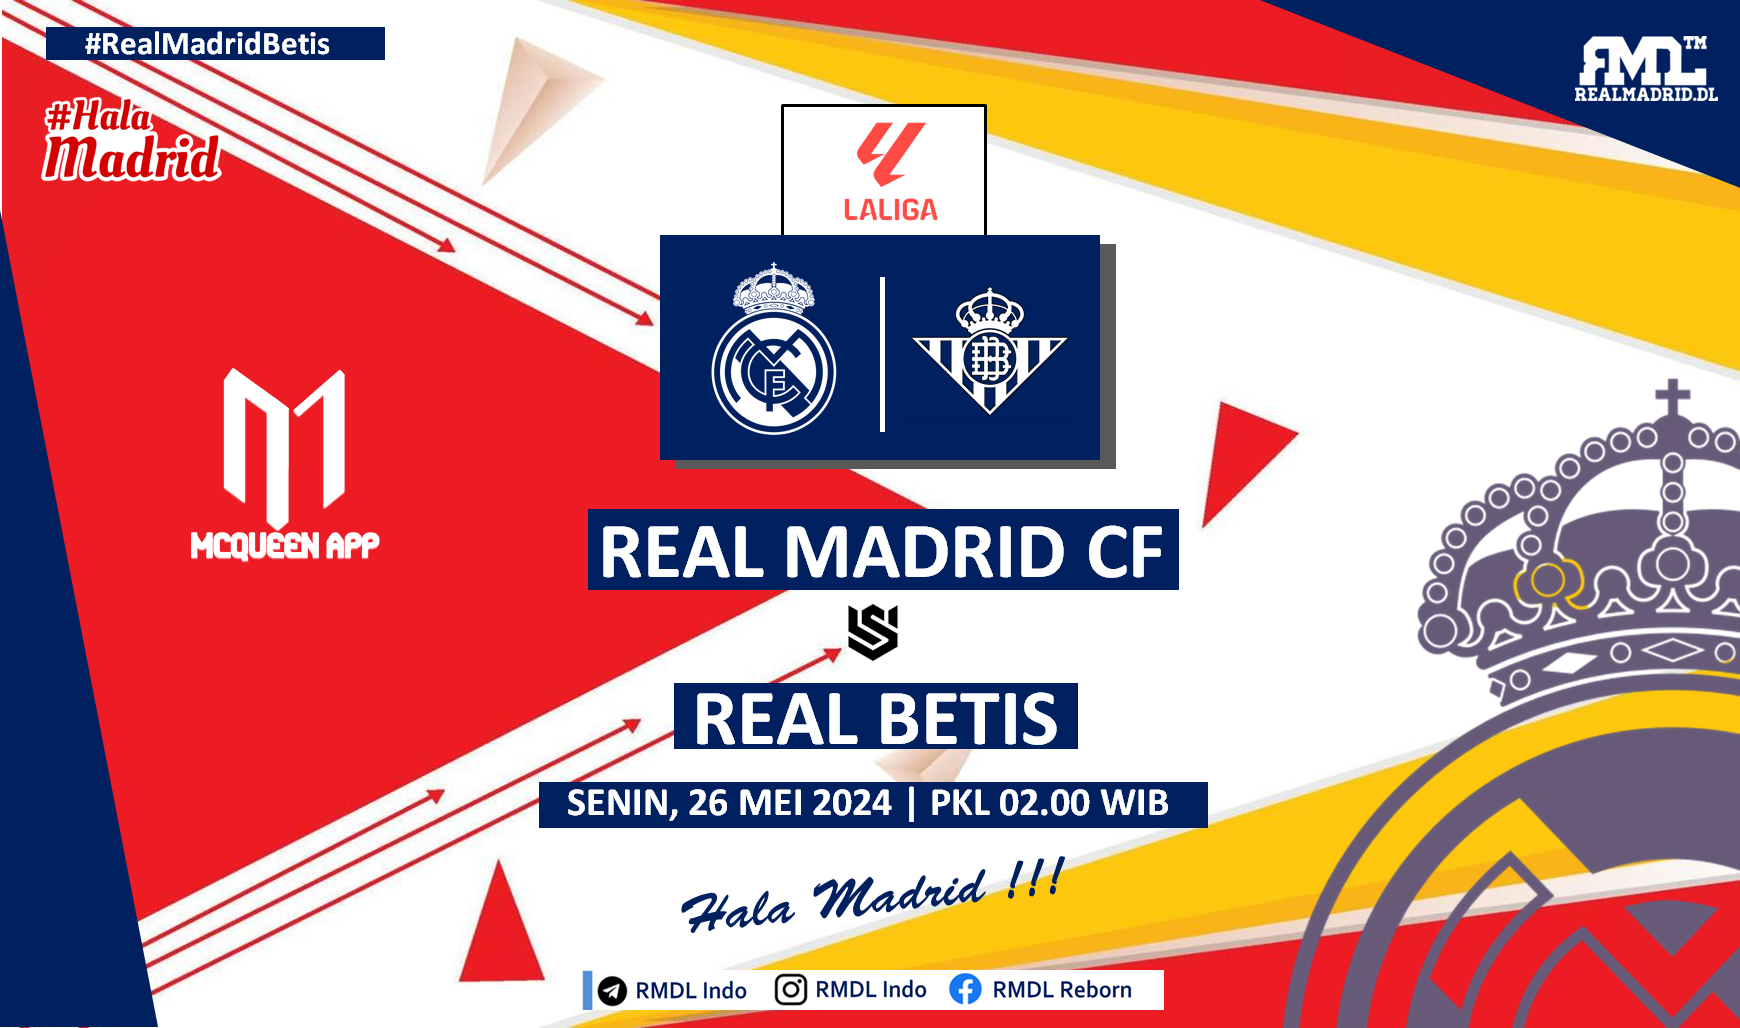 #RealMadridBetis
#Hala
Madrid
RMDL™
REALMADRID.DL
LALIGA
MCQUEEN APP
REAL MADRID CF
VS
REAL BETIS
SENIN, 26 MEI 2024 | PKL 02.00 WIB
Hala Madrid !!!
RMDL Indo RMDL Indo RMDL Reborn